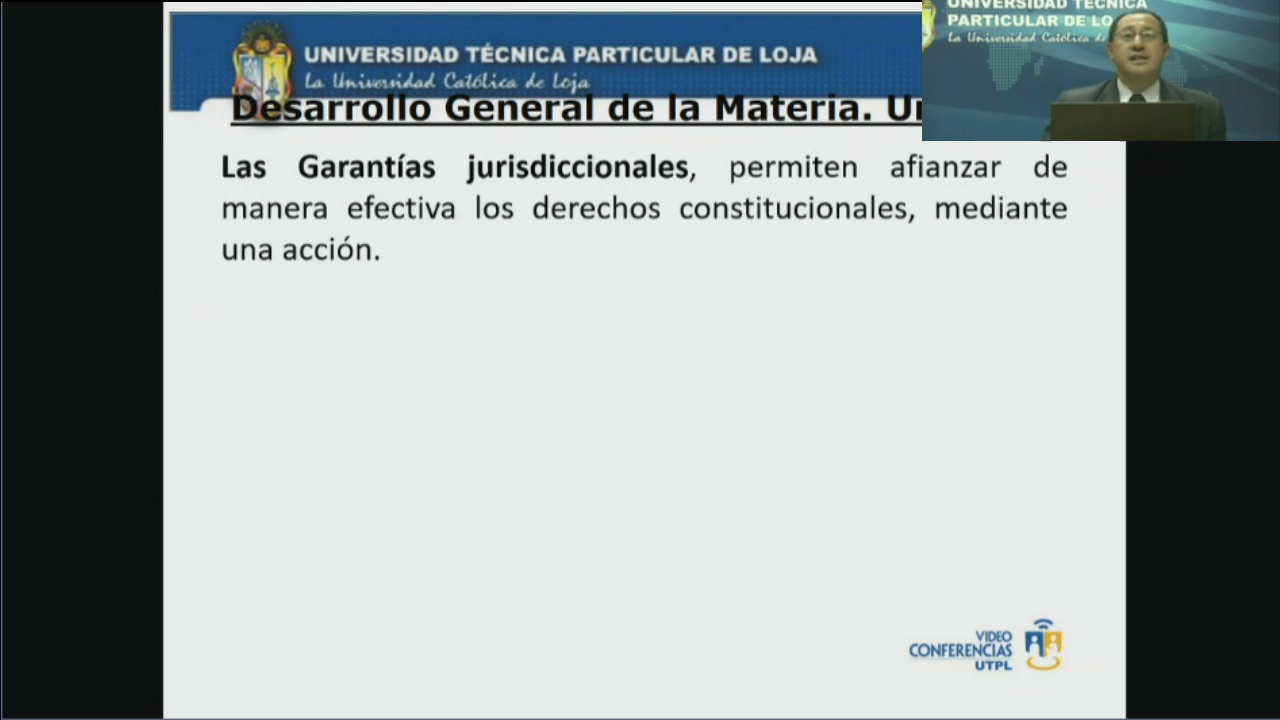 UNIVERSIDAD TÉCNICA PARTICULAR DE LOJA
La Universidad Católica de Loja
Desarrollo General de la Materia.
UNIVERSIDAD TÉCNICA
PARTICULAR DE LO
La Universidad Católica de
Las Garantías jurisdiccionales, permiten afianzar de
manera efectiva los derechos constitucionales, mediante
una acción.
VIDEO
CONFERENCIAS
UTPL